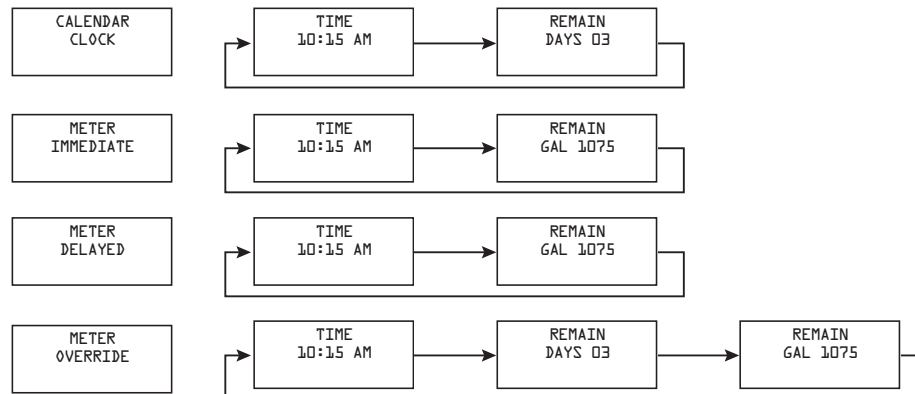 CALENDAR
CLOCK
TIME
10:15 AM
REMAIN
DAYS 03
METER
IMMEDIATE
TIME
10:15 AM
REMAIN
GAL 1075
METER
DELAYED
TIME
10:15 AM
REMAIN
GAL 1075
METER
OVERRIDE
TIME
10:15 AM
REMAIN
DAYS 03
REMAIN
GAL 1075